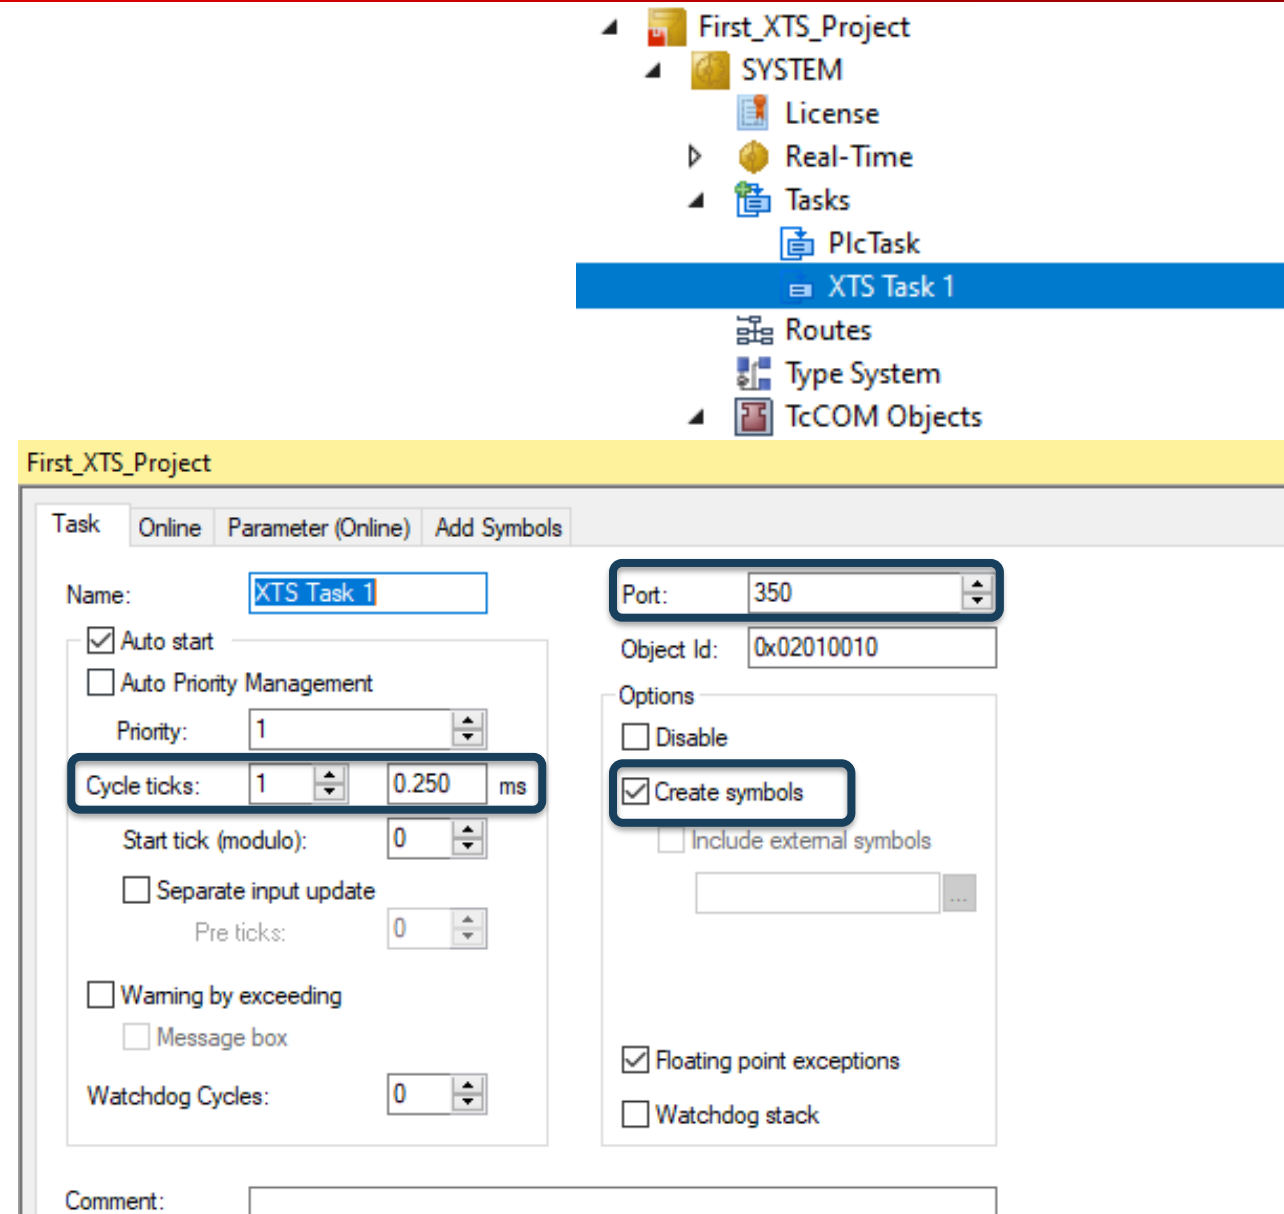 First_XTS_Project
SYSTEM
License
Real-Time
Tasks
PlcTask
XTS Task 1
Routes
Type System
TcCOM Objects
First_XTS_Project
Task Online Parameter (Online) Add Symbols
Name: XTS Task 1
Port: 350
Auto start
Object Id: 0x02010010
Auto Priority Management
Options
Priority: 1
Disable
Cycle ticks: 1 0.250 ms
Create symbols
Start tick (modulo): 0
Include external symbols
Separate input update
...
Pre ticks: 0
Warning by exceeding
Message box
Floating point exceptions
Watchdog Cycles: 0
Watchdog stack
Comment: